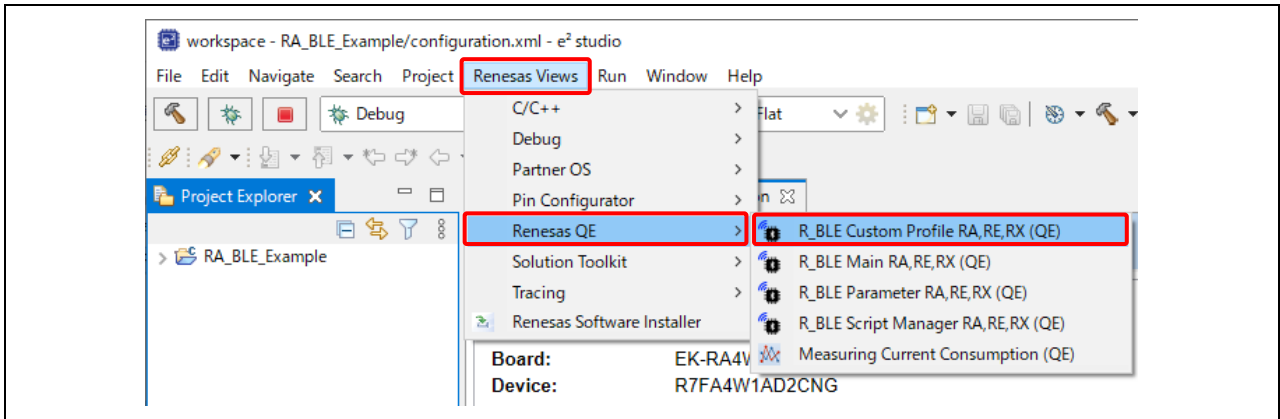 workspace - RA_BLE_Example/configuration.xml - e² studio
File Edit Navigate Search Project Renesas Views Run Window Help
Debug
Flat
C/C++
Debug
Partner OS
Project Explorer
Pin Configurator
Renesas QE
R_BLE Custom Profile RA,RE,RX (QE)
RA_BLE_Example
Solution Toolkit
R_BLE Main RA,RE,RX (QE)
Tracing
R_BLE Parameter RA,RE,RX (QE)
Renesas Software Installer
R_BLE Script Manager RA,RE,RX (QE)
Measuring Current Consumption (QE)
Board: EK-RA4W
Device: R7FA4W1AD2CNG